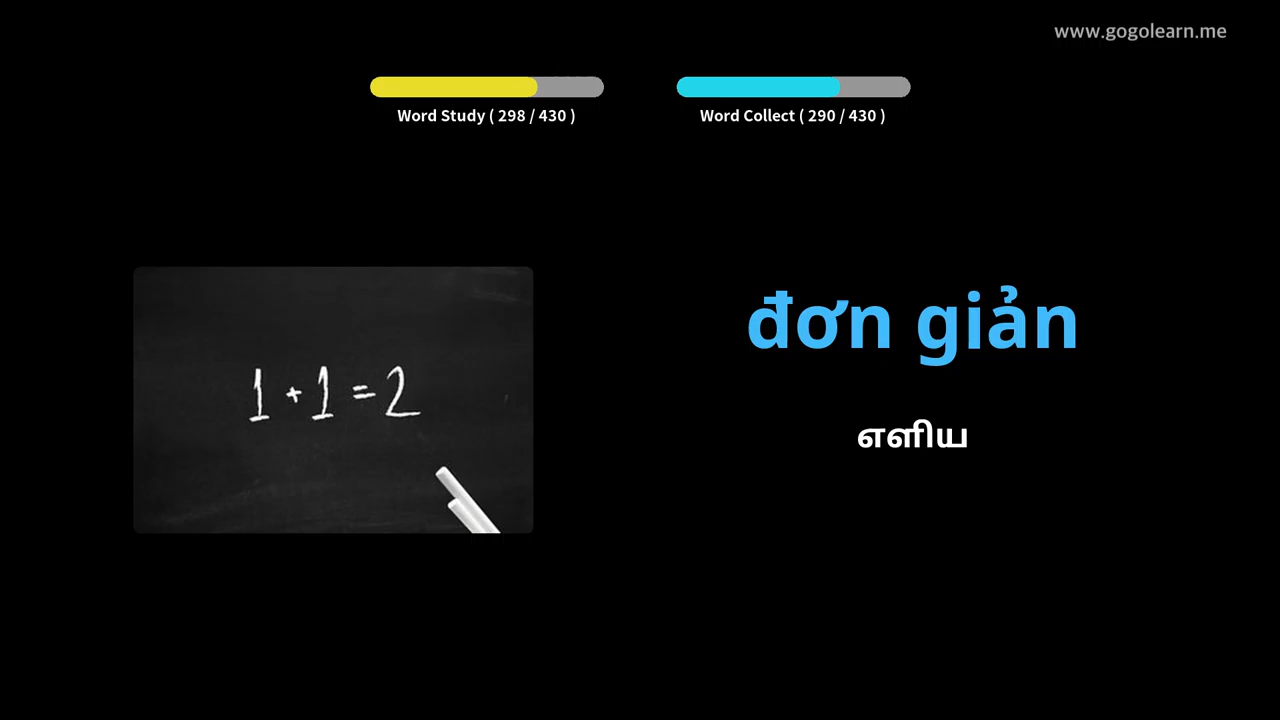 www.gogolearn.me
Word Study ( 298 / 430 )
Word Collect ( 290 / 430 )
1 + 1 = 2
đơn giản
எளிய